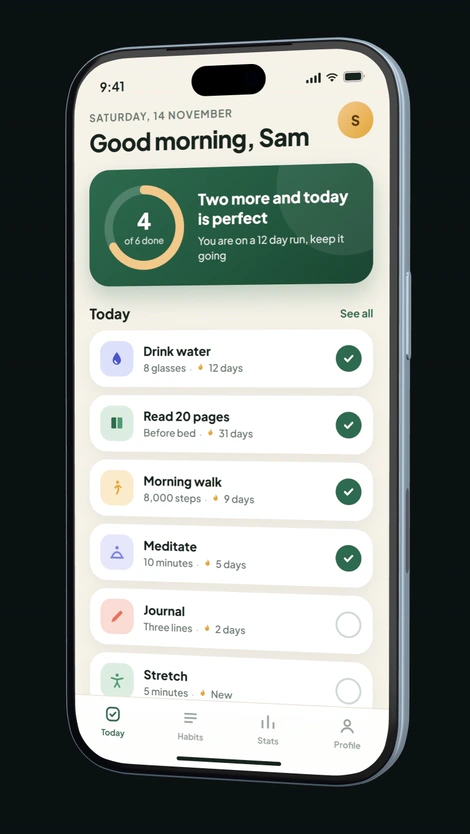 9:41
SATURDAY, 14 NOVEMBER
Good morning, Sam
S
4
of 6 done
Two more and today
is perfect
You are on a 12 day run, keep it
going
Today
See all
Drink water
8 glasses · 12 days
Read 20 pages
Before bed · 31 days
Morning walk
8,000 steps · 9 days
Meditate
10 minutes · 5 days
Journal
Three lines · 2 days
Stretch
5 minutes · New
Today
Habits
Stats
Profile